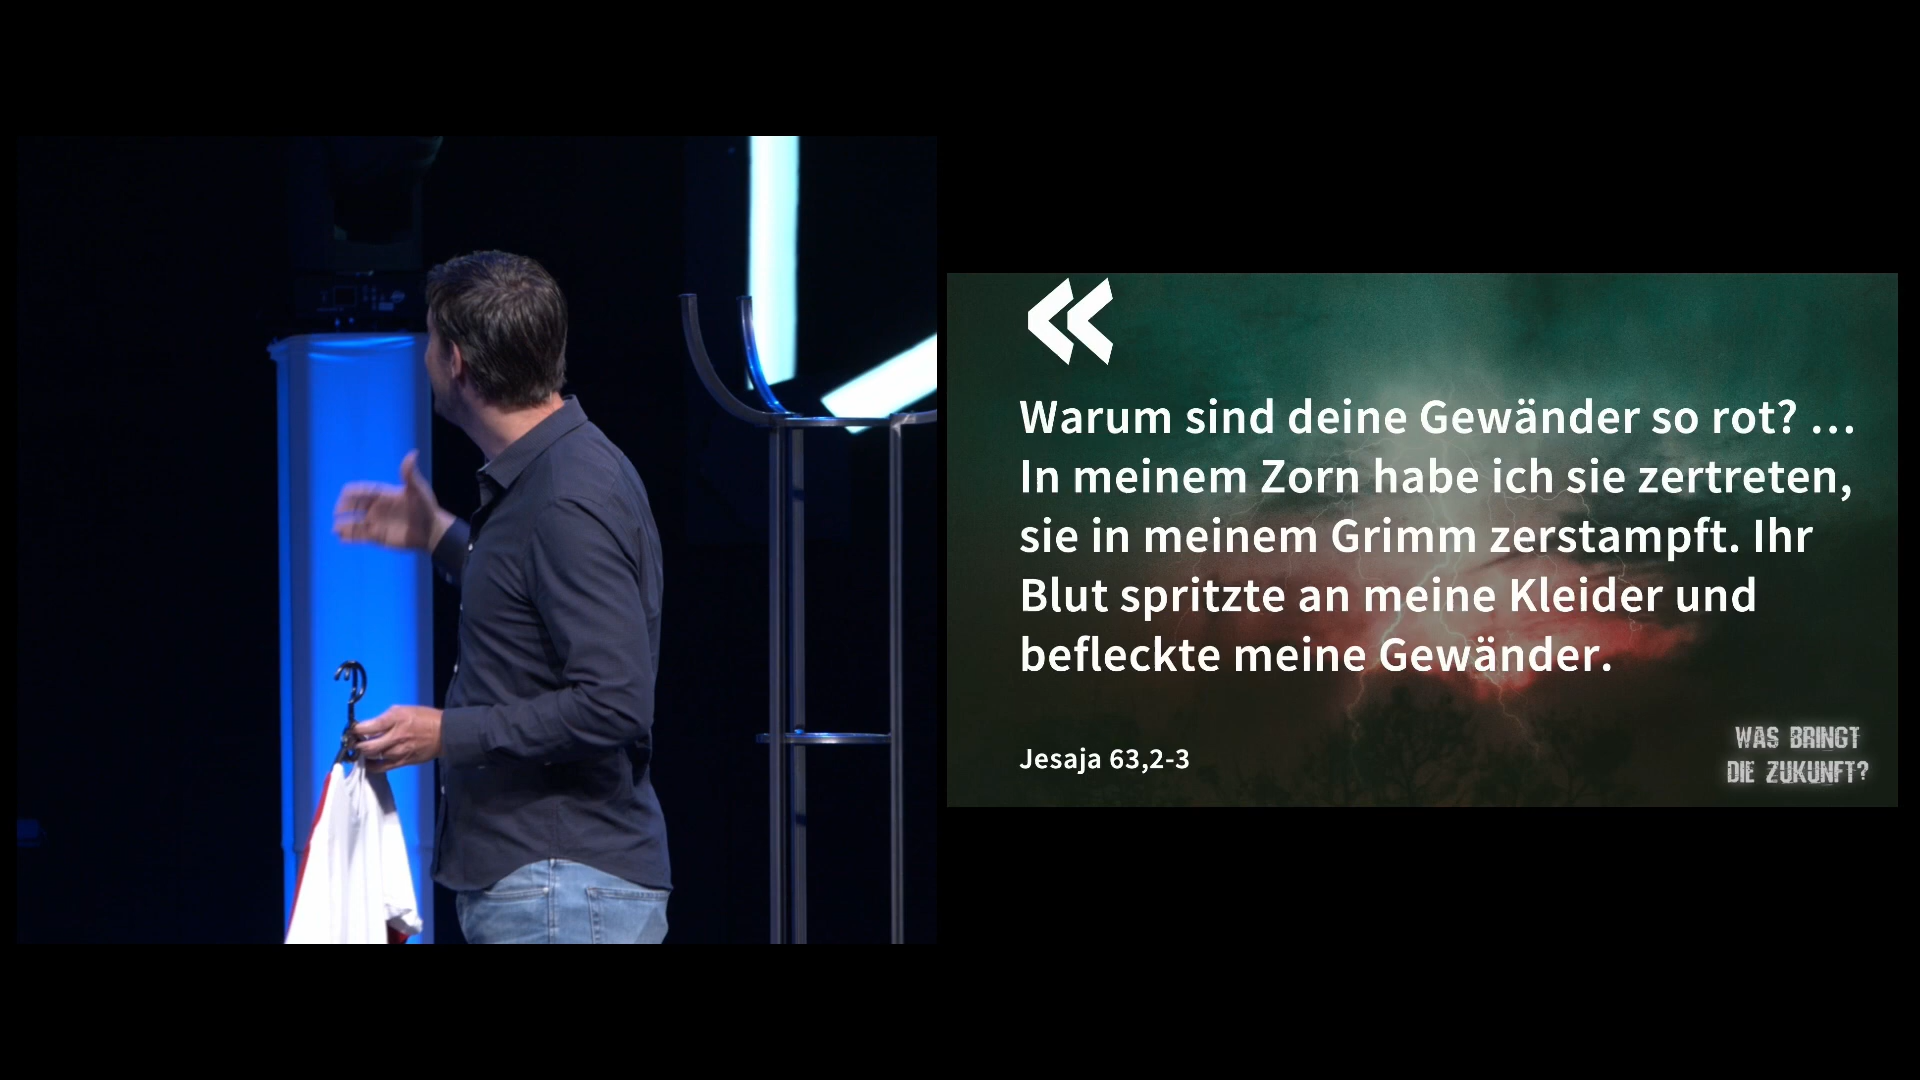 «
Warum sind deine Gewänder so rot? …
In meinem Zorn habe ich sie zertreten,
sie in meinem Grimm zerstampft. Ihr
Blut spritzte an meine Kleider und
befleckte meine Gewänder.
Jesaja 63,2-3
WAS BRINGT
DIE ZUKUNFT?